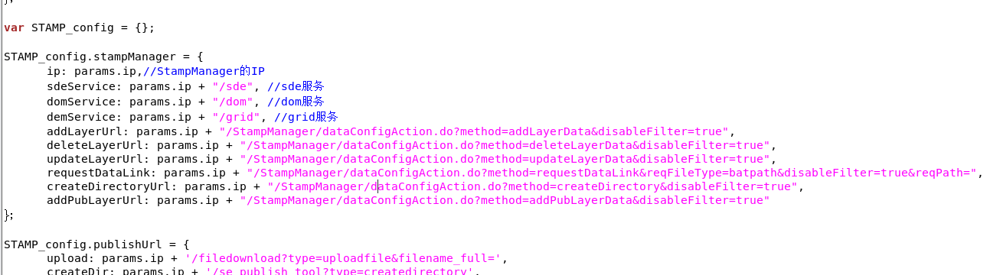 };
var STAMP_config = {};
STAMP_config.stampManager = {
ip: params.ip,//StampManager的IP
sdeService: params.ip + "/sde", //sde服务
domService: params.ip + "/dom", //dom服务
demService: params.ip + "/grid", //grid服务
addLayerUrl: params.ip + "/StampManager/dataConfigAction.do?method=addLayerData&disableFilter=true",
deleteLayerUrl: params.ip + "/StampManager/dataConfigAction.do?method=deleteLayerData&disableFilter=true",
updateLayerUrl: params.ip + "/StampManager/dataConfigAction.do?method=updateLayerData&disableFilter=true",
requestDataLink: params.ip + "/StampManager/dataConfigAction.do?method=requestDataLink&reqFileType=batpath&disableFilter=true&reqPath=",
createDirectoryUrl: params.ip + "/StampManager/dataConfigAction.do?method=createDirectory&disableFilter=true",
addPubLayerUrl: params.ip + "/StampManager/dataConfigAction.do?method=addPubLayerData&disableFilter=true"
};
STAMP_config.publishUrl = {
upload: params.ip + '/filedownload?type=uploadfile&filename_full=',
createDir: params.ip + '/se_publish_tool?type=createdirectory',